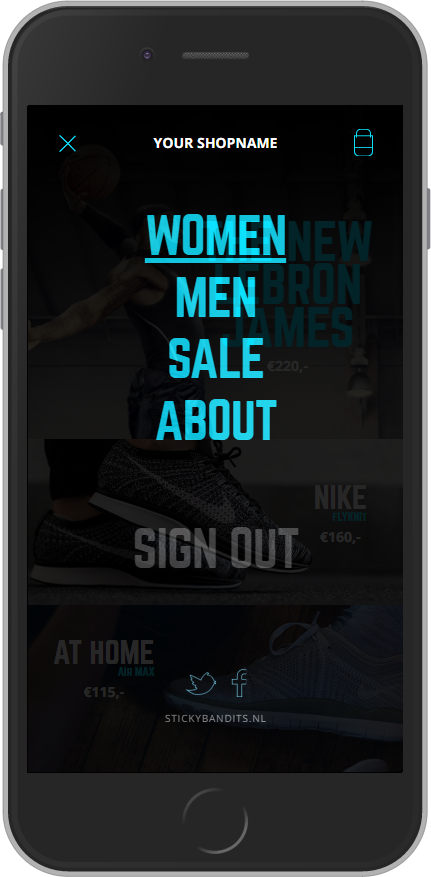 YOUR SHOPNAME
WOMEN
MEN
SALE
ABOUT
NEW
LEBRON
JAMES
€220,-
NIKE
FLYKNIT
€160,-
SIGN OUT
AT HOME
AIR MAX
€115,-
STICKYBANDITS.NL